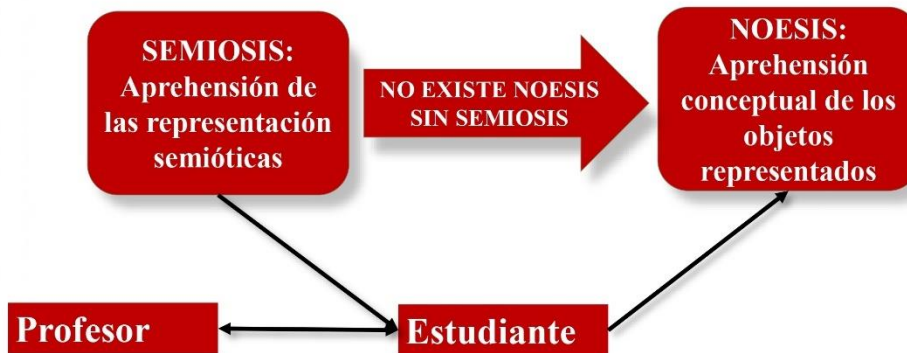 SEMIOSIS:
Aprehensión de
las representación
semióticas
NO EXISTE NOESIS
SIN SEMIOSIS
NOESIS:
Aprehensión
conceptual de los
objetos
representados
Profesor
Estudiante